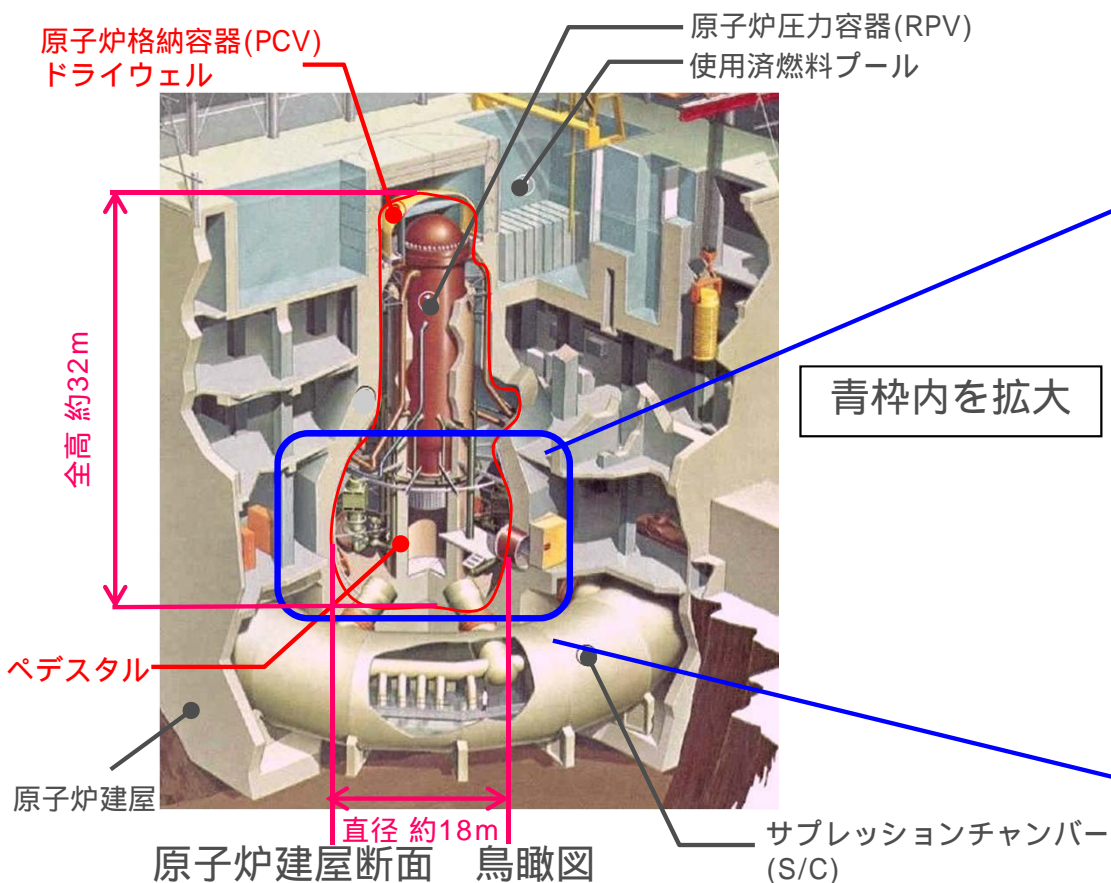 原子炉格納容器(PCV)
ドライウェル
原子炉圧力容器(RPV)
使用済燃料プール
青枠内を拡大
全高 約32m
ペデスタル
原子炉建屋
直径 約18m
サプレッションチャンバー
(S/C)
原子炉建屋断面 鳥瞰図